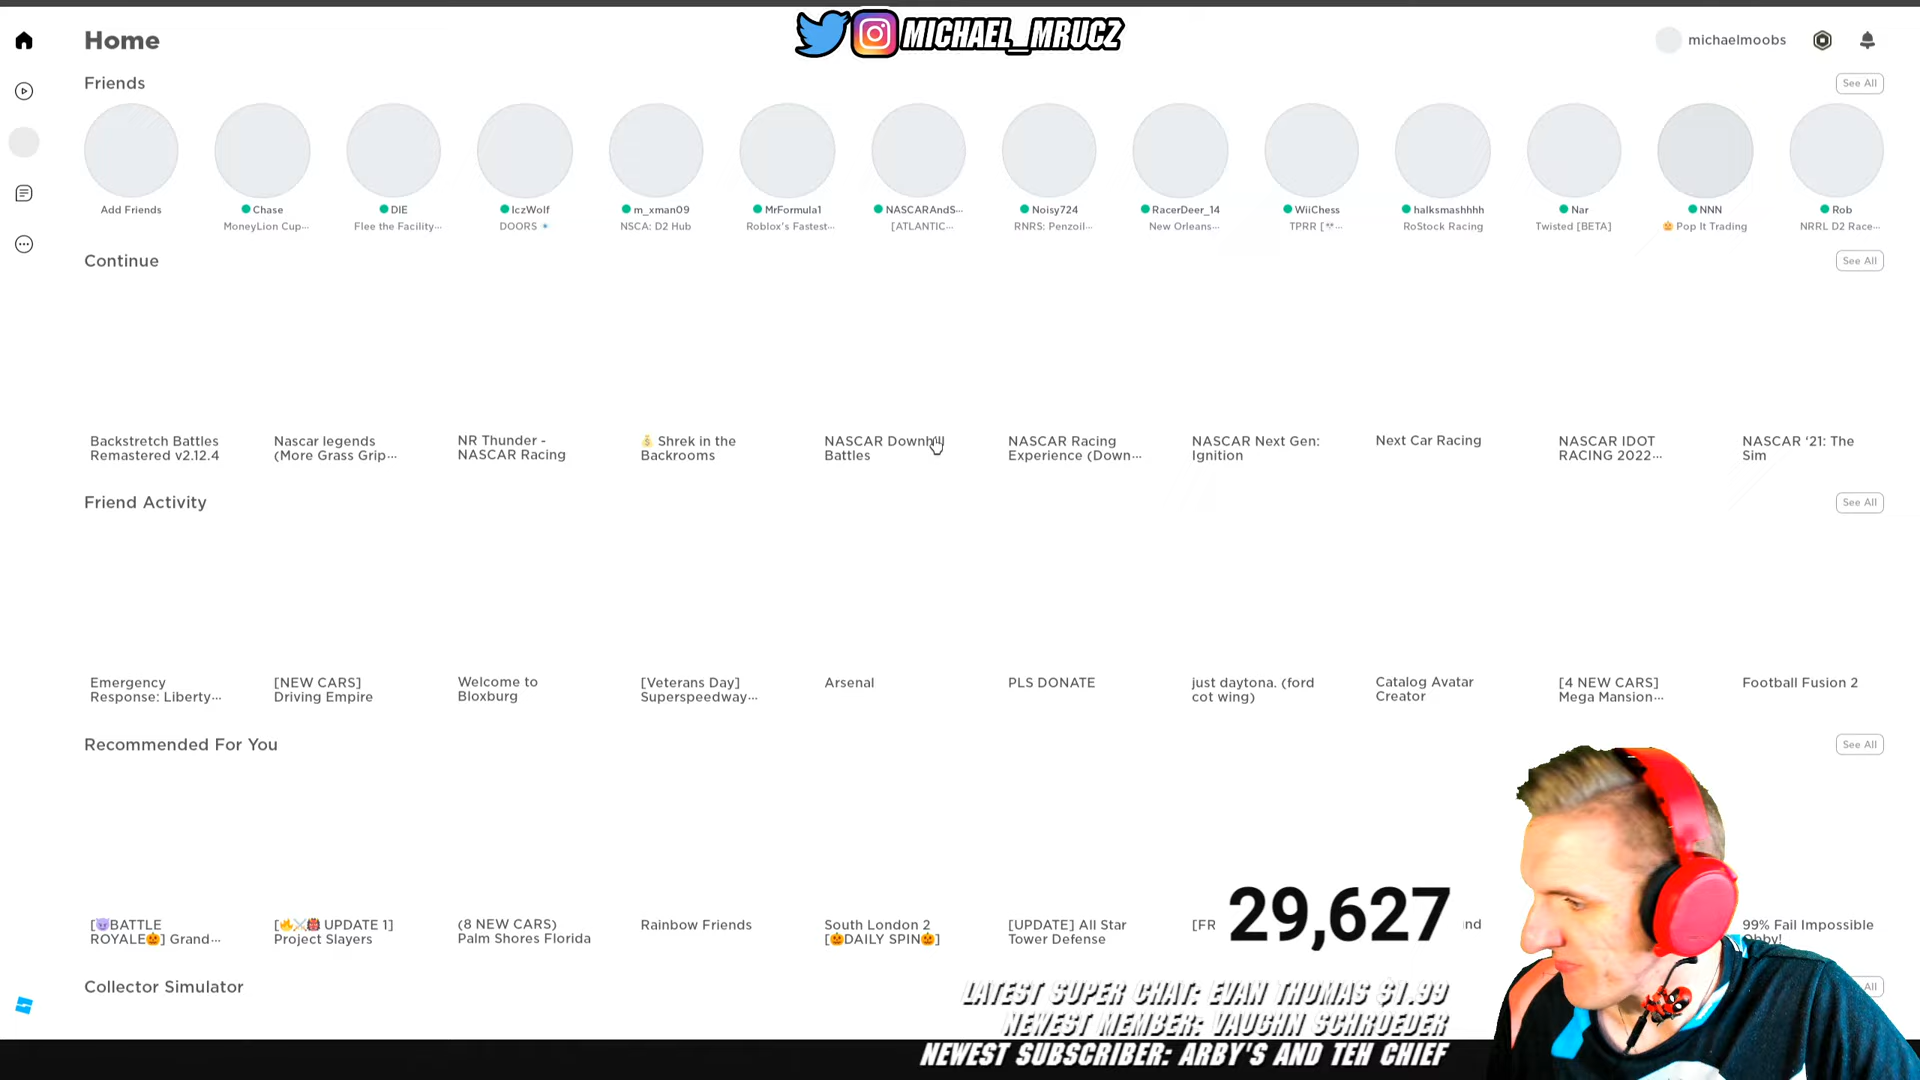 MICHAEL_MRUCZ
Home
michaelmoobs
Friends
See All
Add Friends
Chase
MoneyLion Cup...
DIE
Flee the Facility...
IczWolf
DOORS
m_xman09
NSCA: D2 Hub
MrFormula1
Roblox's Fastest...
NASCARAndS...
[ATLANTIC...
Noisy724
RNRS: Penzoil...
RacerDeer_14
New Orleans...
WiiChess
TPRR [...
halksmashhhh
RoStock Racing
Nar
Twisted [BETA]
NNN
Pop It Trading
Rob
NRRL D2 Race...
Continue
See All
Backstretch Battles
Remastered v2.12.4
Nascar legends
(More Grass Grip...
NR Thunder -
NASCAR Racing
💰 Shrek in the
Backrooms
NASCAR Downhill
Battles
NASCAR Racing
Experience (Down...
NASCAR Next Gen:
Ignition
Next Car Racing
NASCAR IDOT
RACING 2022...
NASCAR '21: The
Sim
Friend Activity
See All
Emergency
Response: Liberty...
[NEW CARS]
Driving Empire
Welcome to
Bloxburg
[Veterans Day]
Superspeedway...
Arsenal
PLS DONATE
just daytona. (ford
cot wing)
Catalog Avatar
Creator
[4 NEW CARS]
Mega Mansion...
Football Fusion 2
Recommended For You
See All
[😈BATTLE
ROYALE🎃] Grand...
[🔥⚔️👹 UPDATE 1]
Project Slayers
(8 NEW CARS)
Palm Shores Florida
Rainbow Friends
South London 2
[🎃DAILY SPIN🎃]
[UPDATE] All Star
Tower Defense
[FR
nd
99% Fail Impossible
Obby!
29,627
Collector Simulator
All
LATEST SUPER CHAT: EVAN THOMAS $1.99
NEWEST MEMBER: VAUGHN SCHROEDER
NEWEST SUBSCRIBER: ARBY'S AND TEH CHIEF